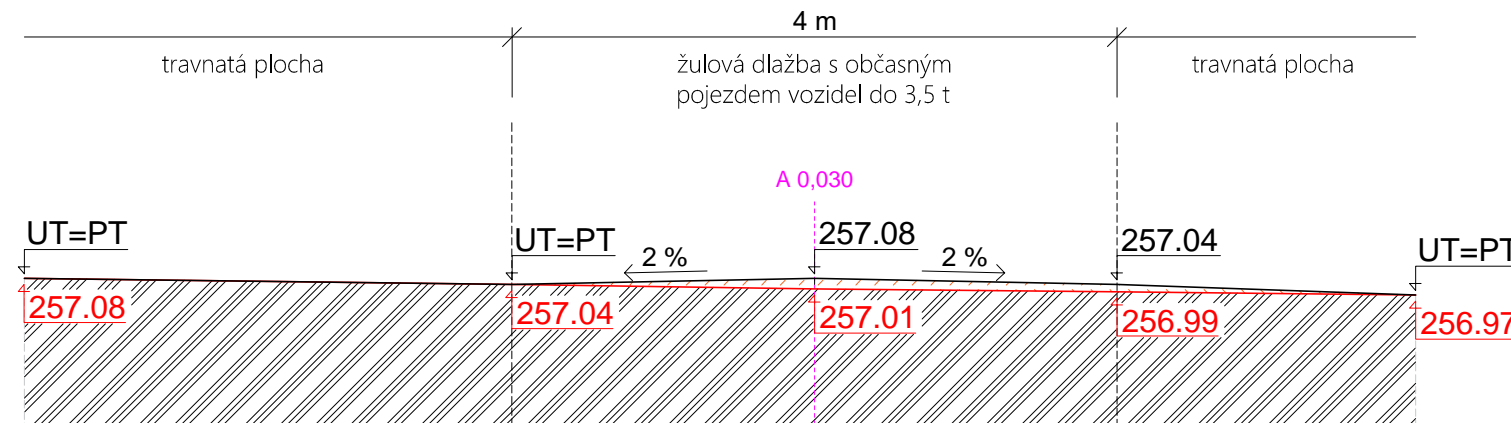 4 m
travnatá plocha
žulová dlažba s občasným
pojezdem vozidel do 3,5 t
travnatá plocha
A 0,030
UT=PT
UT=PT
2 %
257.08
2 %
257.04
UT=PT
257.08
257.04
257.01
256.99
256.97